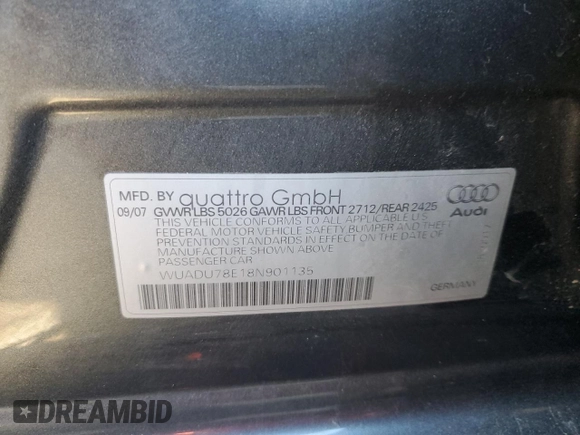 MFD. BY quattro GmbH
09/07 GVWR LBS 5026 GAWR LBS FRONT 2712/REAR 2425
THIS VEHICLE CONFORMS TO ALL APPLICABLE U.S.
FEDERAL MOTOR VEHICLE SAFETY, BUMPER AND THEFT
PREVENTION STANDARDS IN EFFECT ON THE DATE OF
MANUFACTURE SHOWN ABOVE.
PASSENGER CAR
WUADU78E18N901135
Audi
GERMANY
DREAMBID